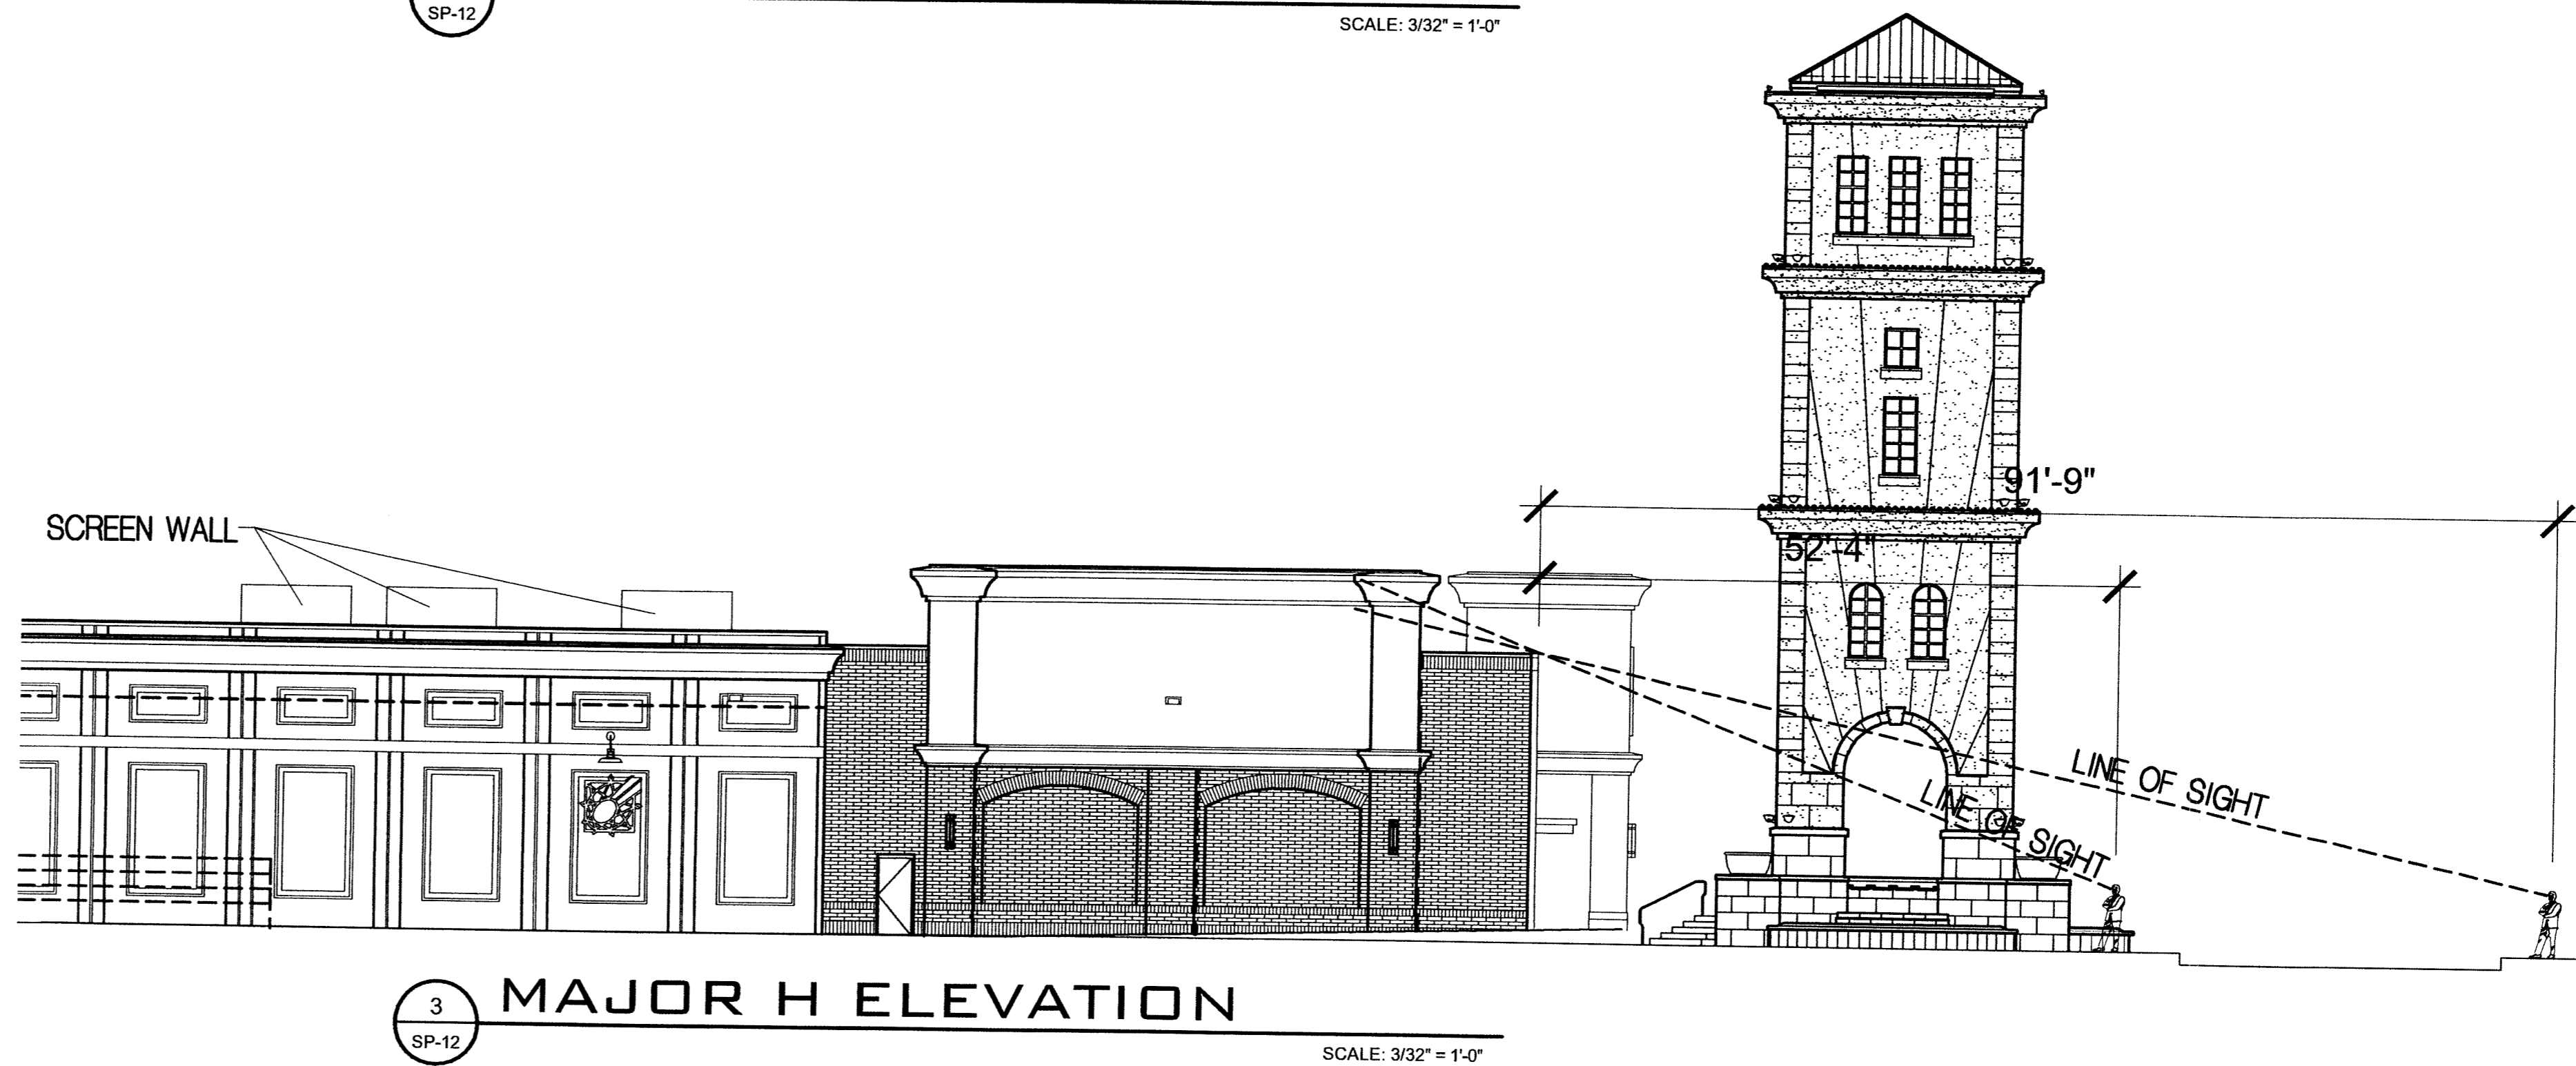 SP-12
SCALE: 3/32" = 1'-0"
91'-9"
SCREEN WALL
52'-4"
LINE OF SIGHT
LINE OF SIGHT
3
MAJOR H ELEVATION
SP-12
SCALE: 3/32" = 1'-0"